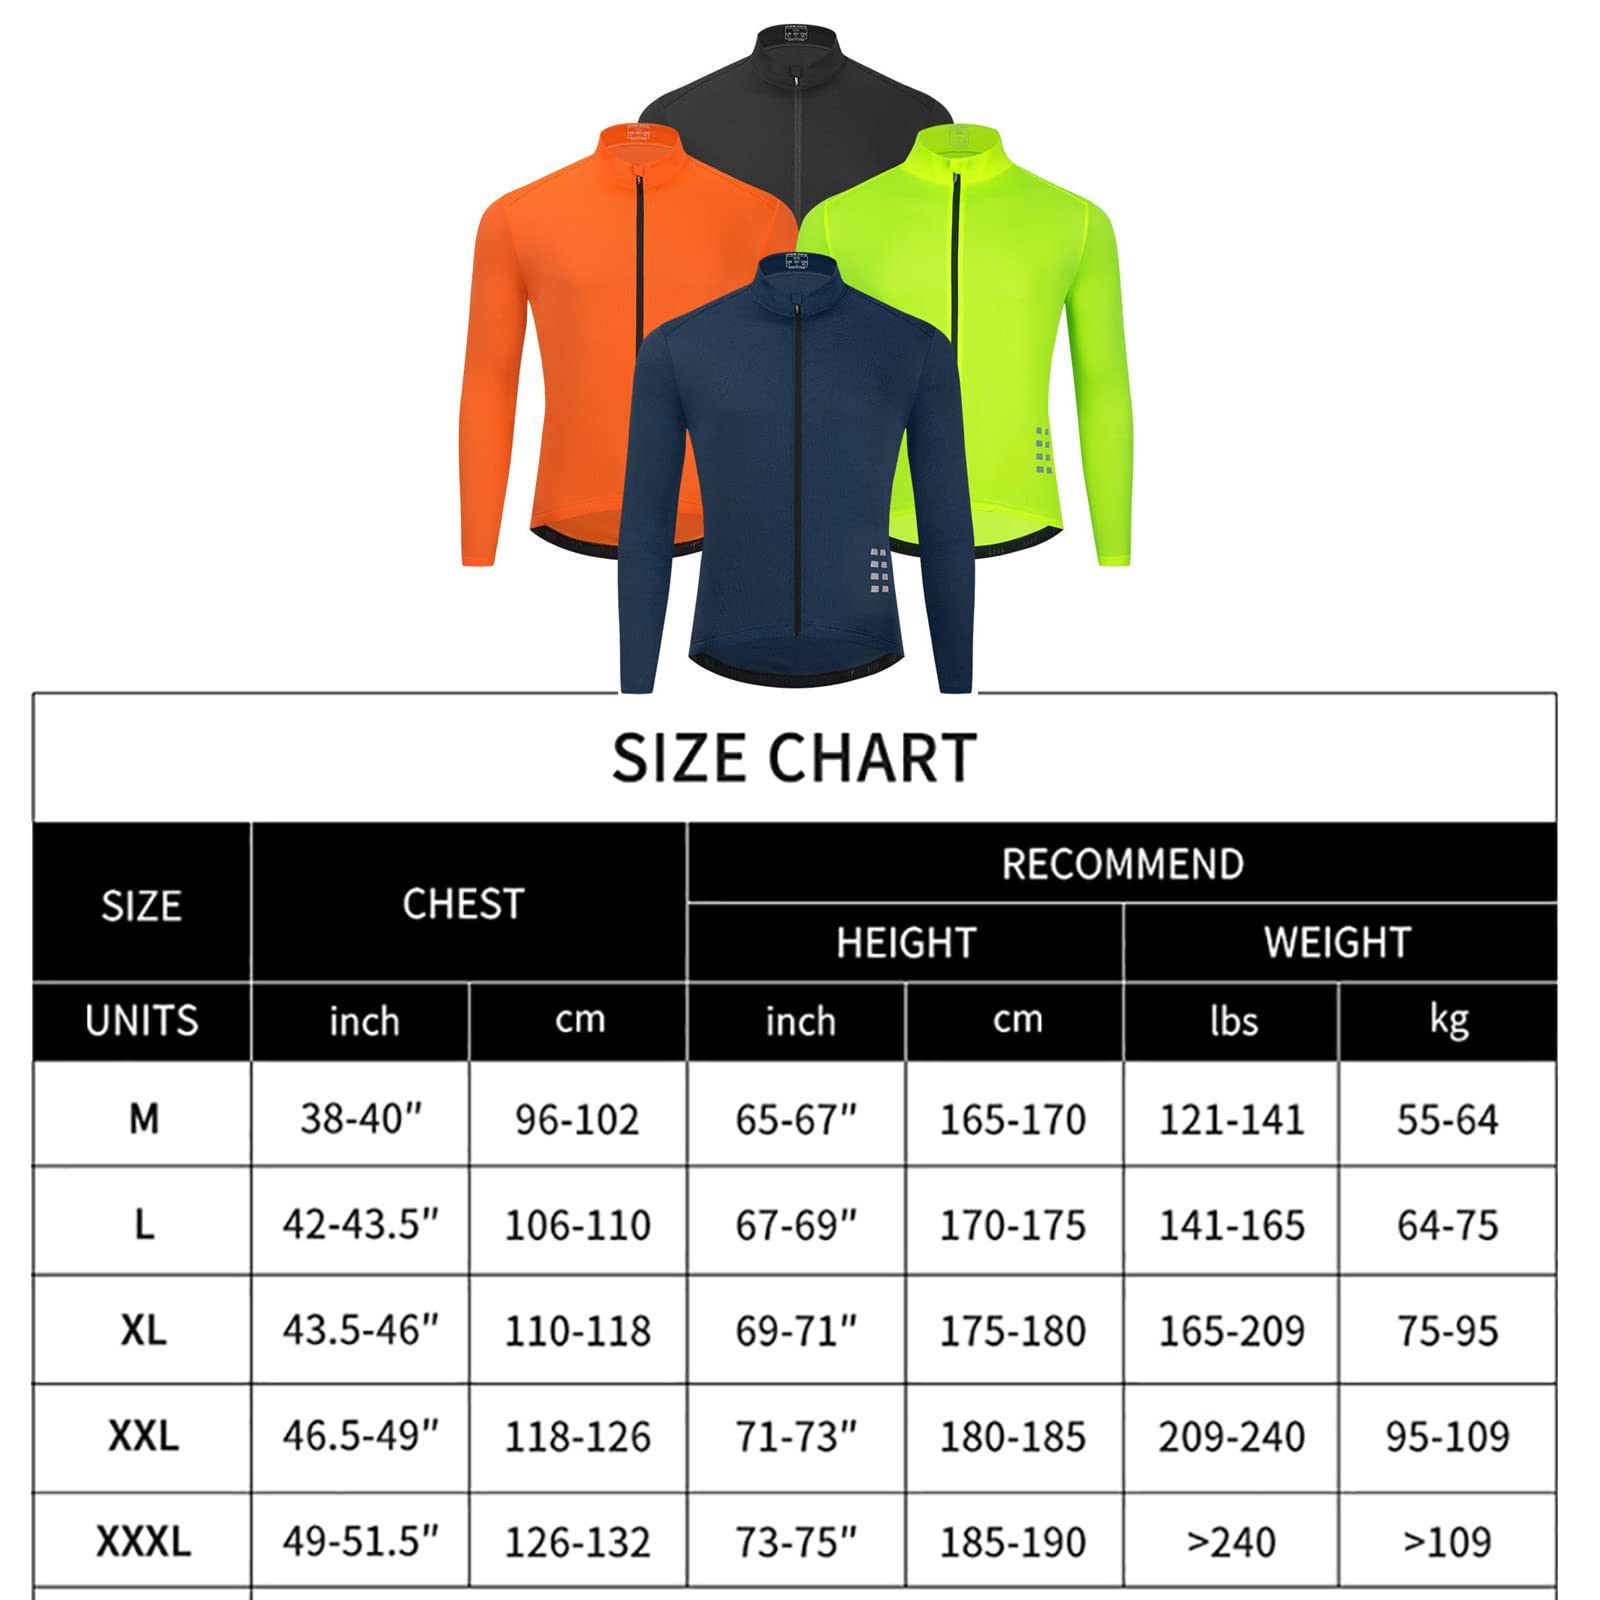 SIZE CHART
SIZE CHEST RECOMMEND
HEIGHT WEIGHT
UNITS inch cm inch cm lbs kg
M 38-40" 96-102 65-67" 165-170 121-141 55-64
L 42-43.5" 106-110 67-69" 170-175 141-165 64-75
XL 43.5-46" 110-118 69-71" 175-180 165-209 75-95
XXL 46.5-49" 118-126 71-73" 180-185 209-240 95-109
XXXL 49-51.5" 126-132 73-75" 185-190 >240 >109